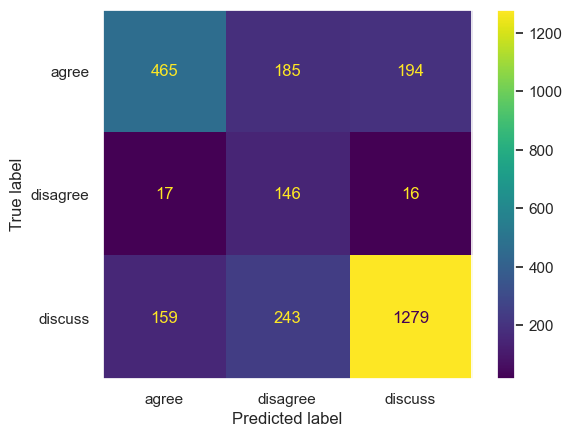 True label
agree
465 185 194
disagree
17 146 16
discuss
159 243 1279
agree disagree discuss
Predicted label
1200
1000
800
600
400
200